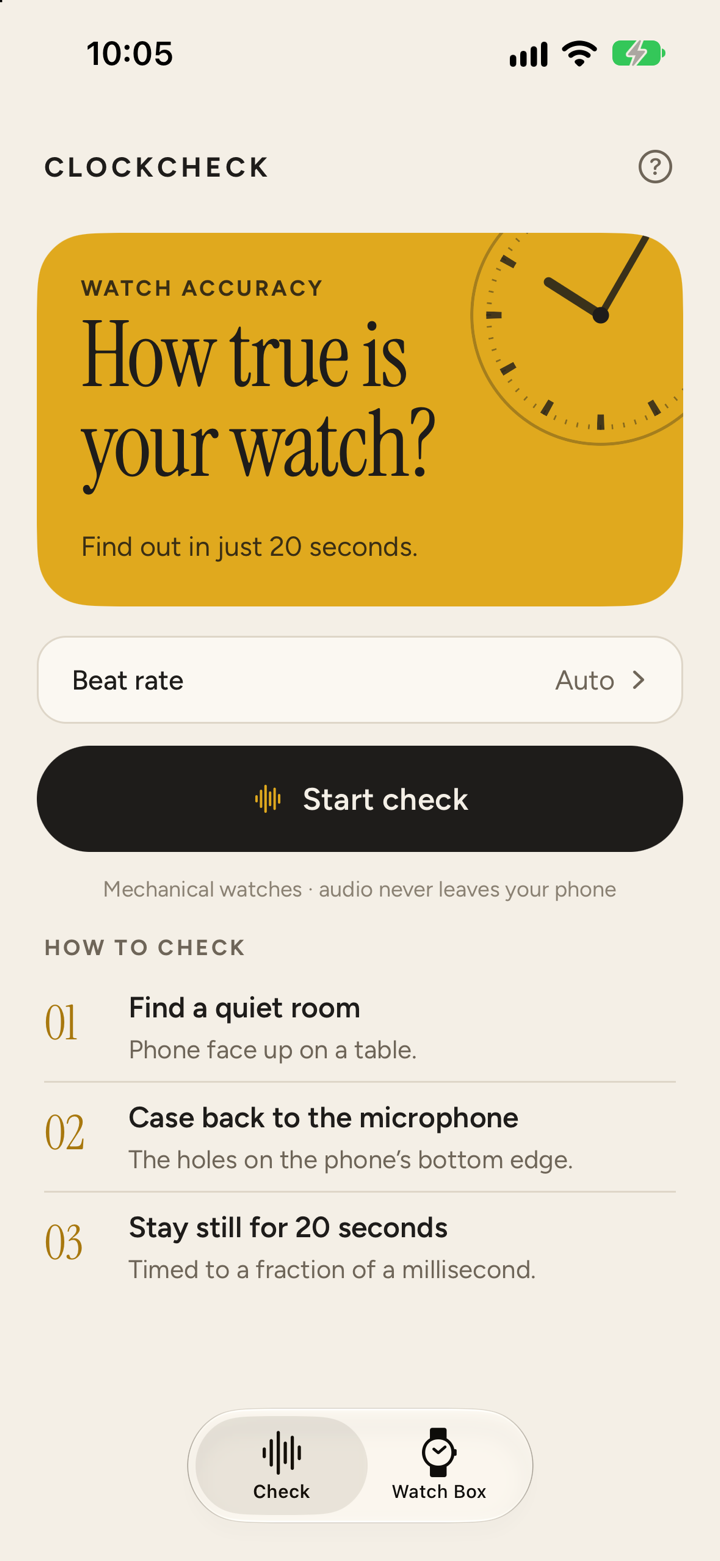 10:05
CLOCKCHECK
?
WATCH ACCURACY
How true is
your watch?
Find out in just 20 seconds.
Beat rate
Auto
Start check
Mechanical watches · audio never leaves your phone
HOW TO CHECK
01
Find a quiet room
Phone face up on a table.
02
Case back to the microphone
The holes on the phone’s bottom edge.
03
Stay still for 20 seconds
Timed to a fraction of a millisecond.
Check
Watch Box